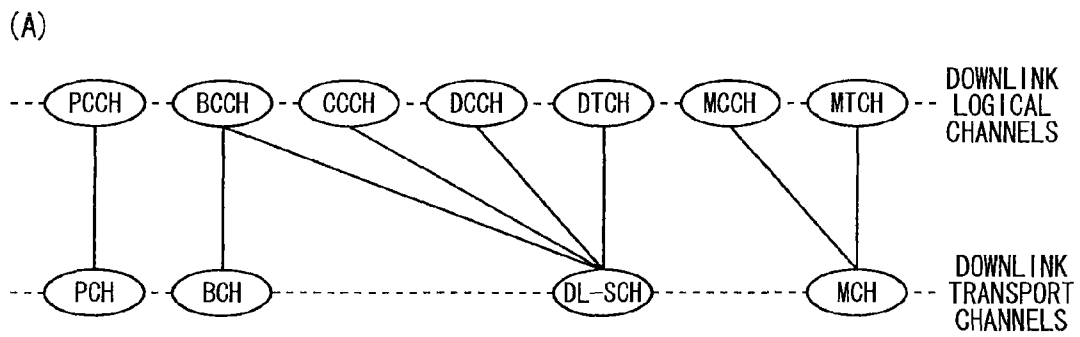 (A)
PCCH BCCH CCCH DCCH DTCH MCCH MTCH
DOWNLINK
LOGICAL
CHANNELS
PCH BCH DL-SCH MCH
DOWNLINK
TRANSPORT
CHANNELS